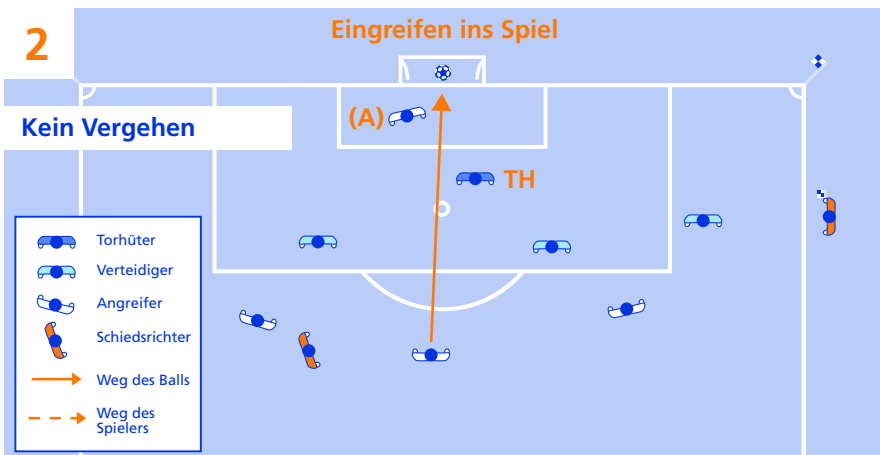 2
Eingreifen ins Spiel
Kein Vergehen
(A)
TH
Torhüter
Verteidiger
Angreifer
Schiedsrichter
Weg des Balls
Weg des
Spielers